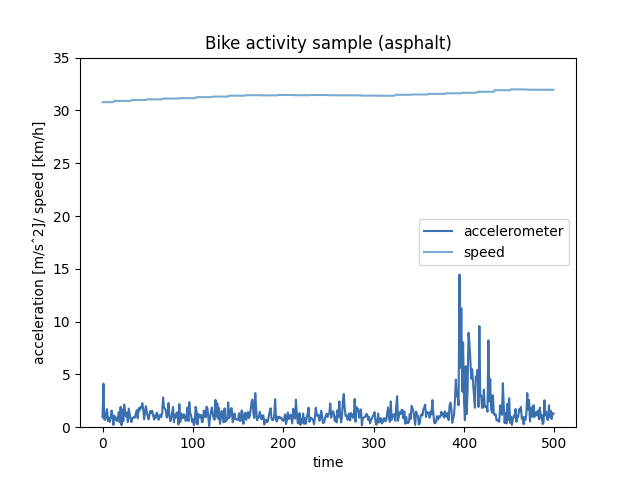 Bike activity sample (asphalt)
35
30
25
20
15
10
5
0
acceleration [m/s^2]/ speed [km/h]
accelerometer
speed
0 100 200 300 400 500
time